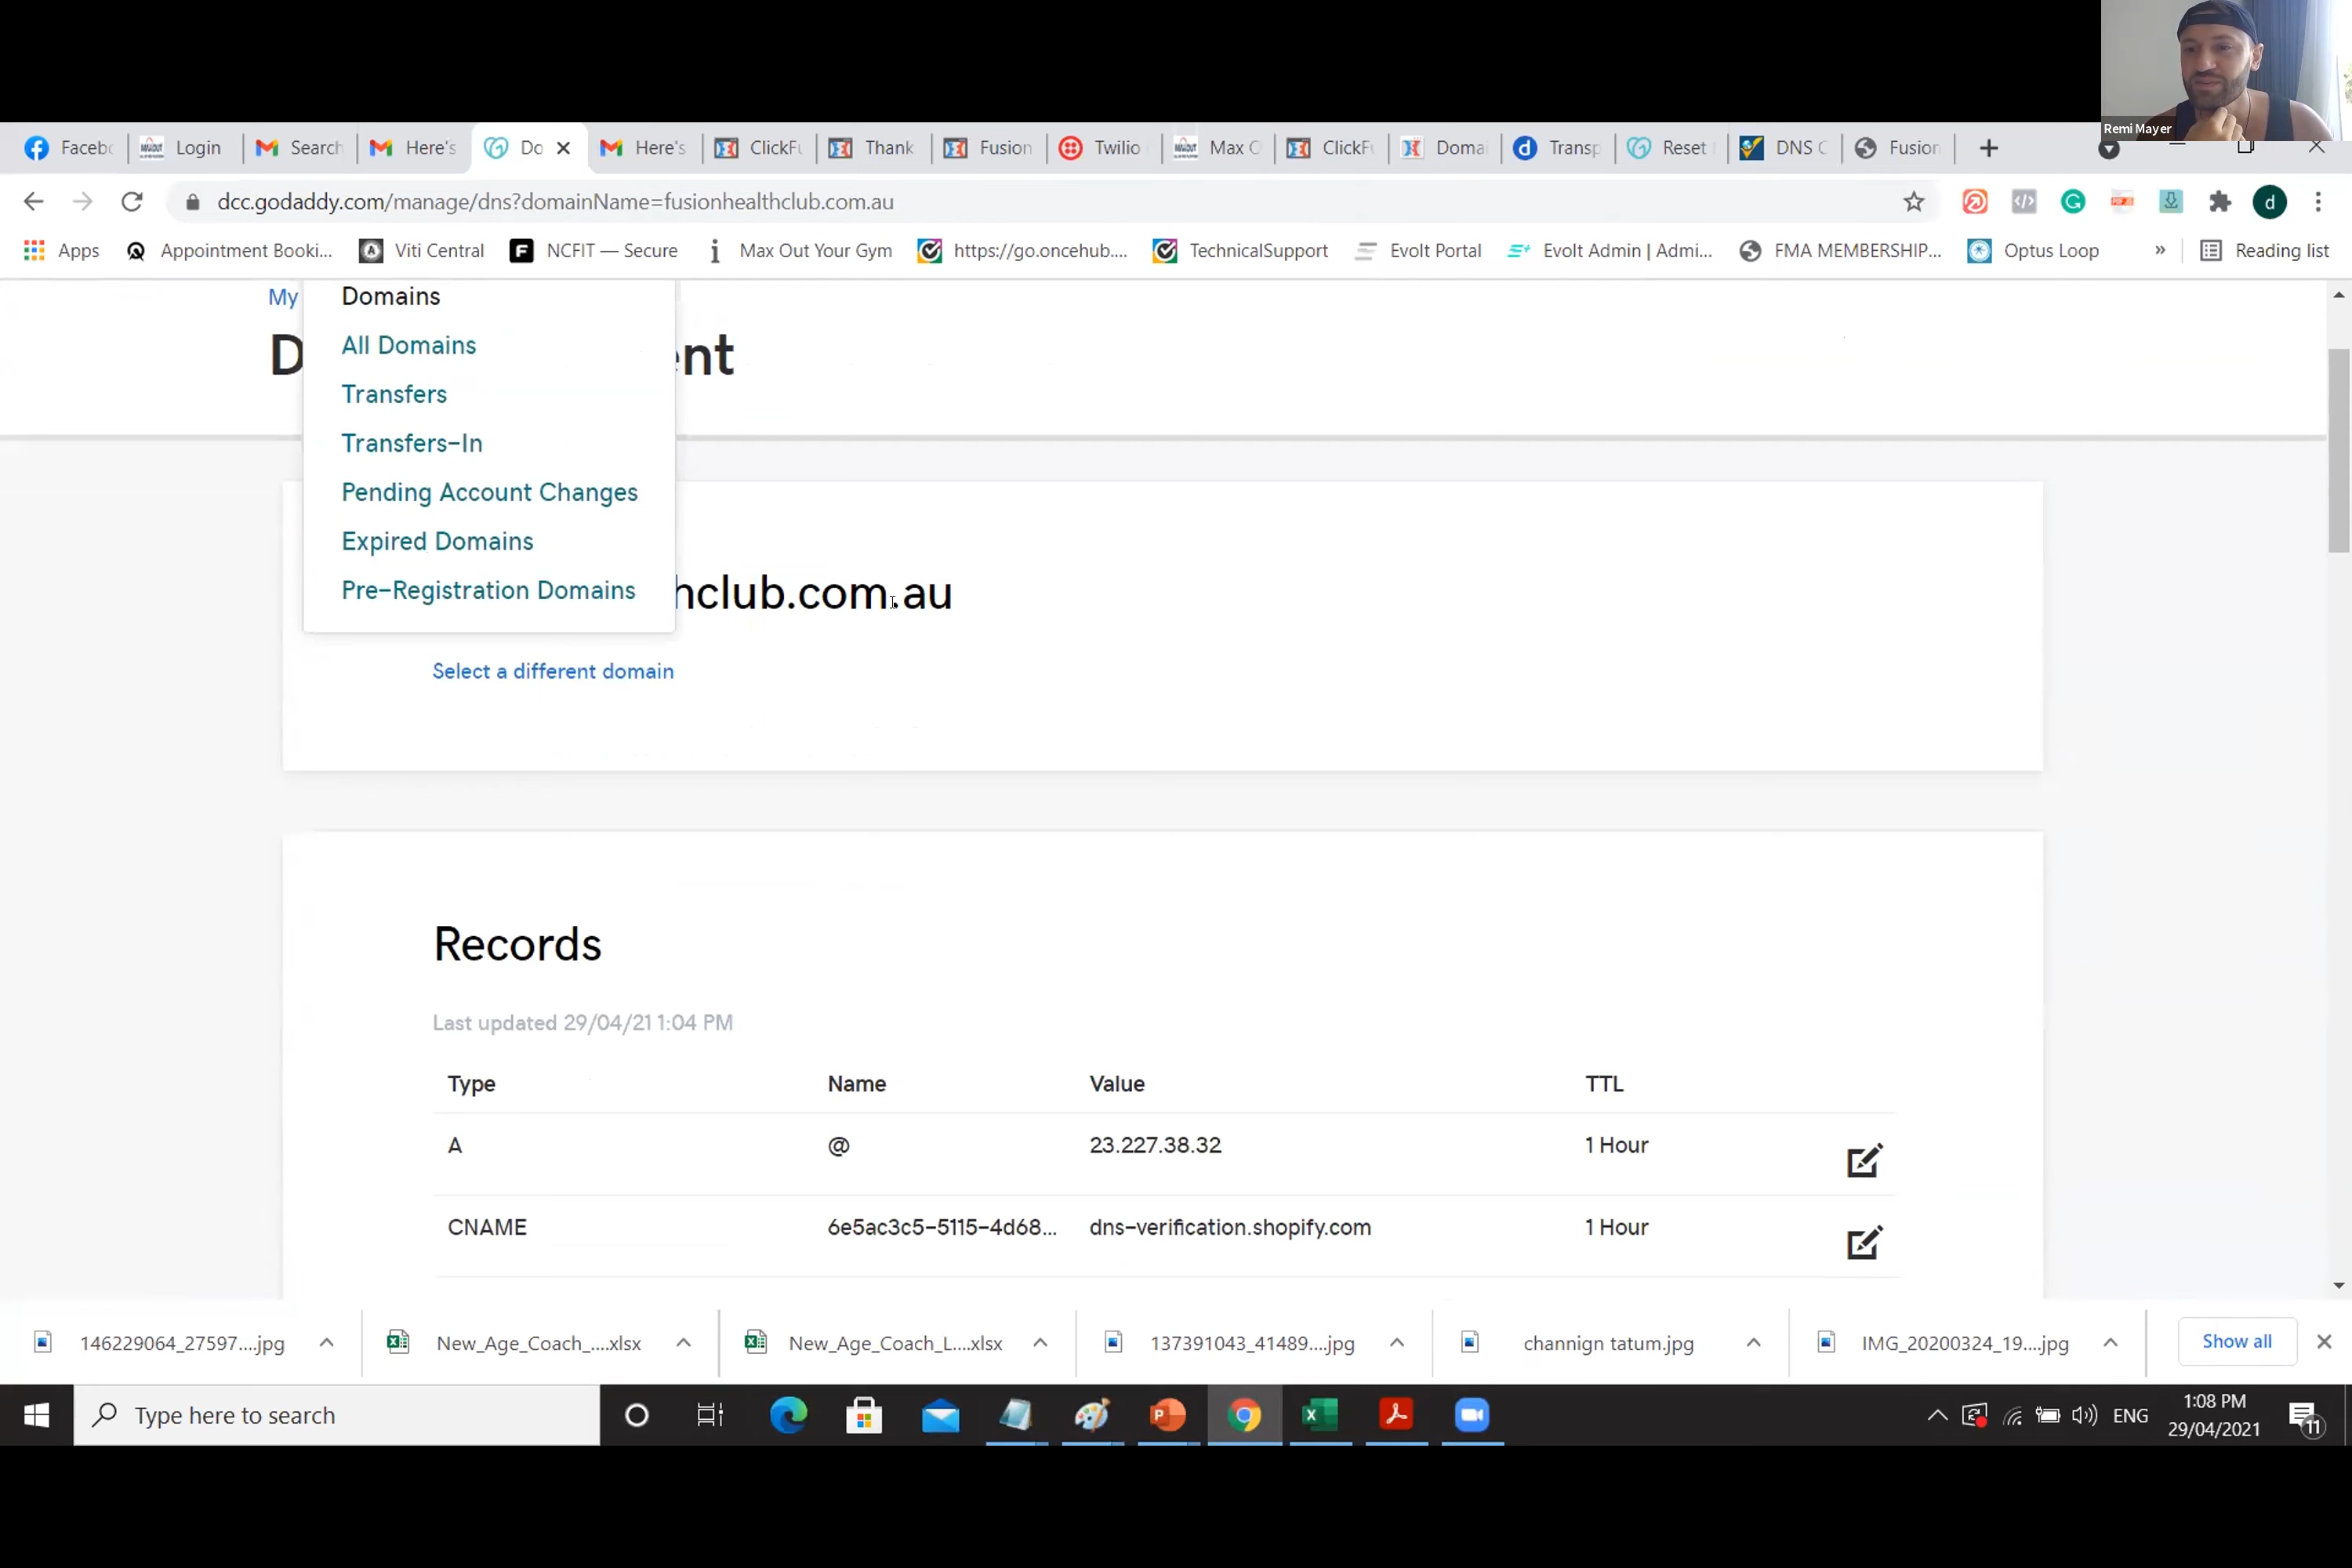 Remi Mayer
Faceb
Login
Search
Here's
Do
Here's
ClickFu
Thank
Fusion
Twilio
Max O
ClickFu
Domai
Transp
Reset
DNS C
Fusion
dcc.godaddy.com/manage/dns?domainName=fusionhealthclub.com.au
d
Apps
Appointment Booki...
Viti Central
NCFIT — Secure
Max Out Your Gym
https://go.oncehub....
TechnicalSupport
Evolt Portal
Evolt Admin | Admi...
FMA MEMBERSHIP...
Optus Loop
»
Reading list
My
Domains
D
ent
All Domains
Transfers
Transfers-In
Pending Account Changes
Expired Domains
Pre-Registration Domains
hclub.com.au
Select a different domain
Records
Last updated 29/04/21 1:04 PM
Type Name Value TTL
A @ 23.227.38.32 1 Hour
CNAME 6e5ac3c5-5115-4d68... dns-verification.shopify.com 1 Hour
146229064_27597....jpg
New_Age_Coach_....xlsx
New_Age_Coach_L....xlsx
137391043_41489....jpg
channign tatum.jpg
IMG_20200324_19....jpg
Show all
Type here to search
ENG
1:08 PM
29/04/2021
11